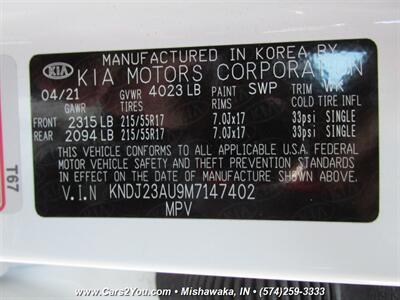 MANUFACTURED IN KOREA BY
KIA KIA MOTORS CORPORATION
04/21 GVWR 4023 LB PAINT SWP TRIM WK
GAWR TIRES RIMS COLD TIRE INFL
FRONT 2315 LB 215/55R17 7.0Jx17 33psi SINGLE
REAR 2094 LB 215/55R17 7.0Jx17 33psi SINGLE
THIS VEHICLE CONFORMS TO ALL APPLICABLE U.S.A. FEDERAL
MOTOR VEHICLE SAFETY AND THEFT PREVENTION STANDARDS
IN EFFECT ON THE DATE OF MANUFACTURE SHOWN ABOVE.
V.I.N KNDJ23AU9M7147402
MPV
T67
www.Cars2You.com ~ Mishawaka, IN ~ (574)259-3333